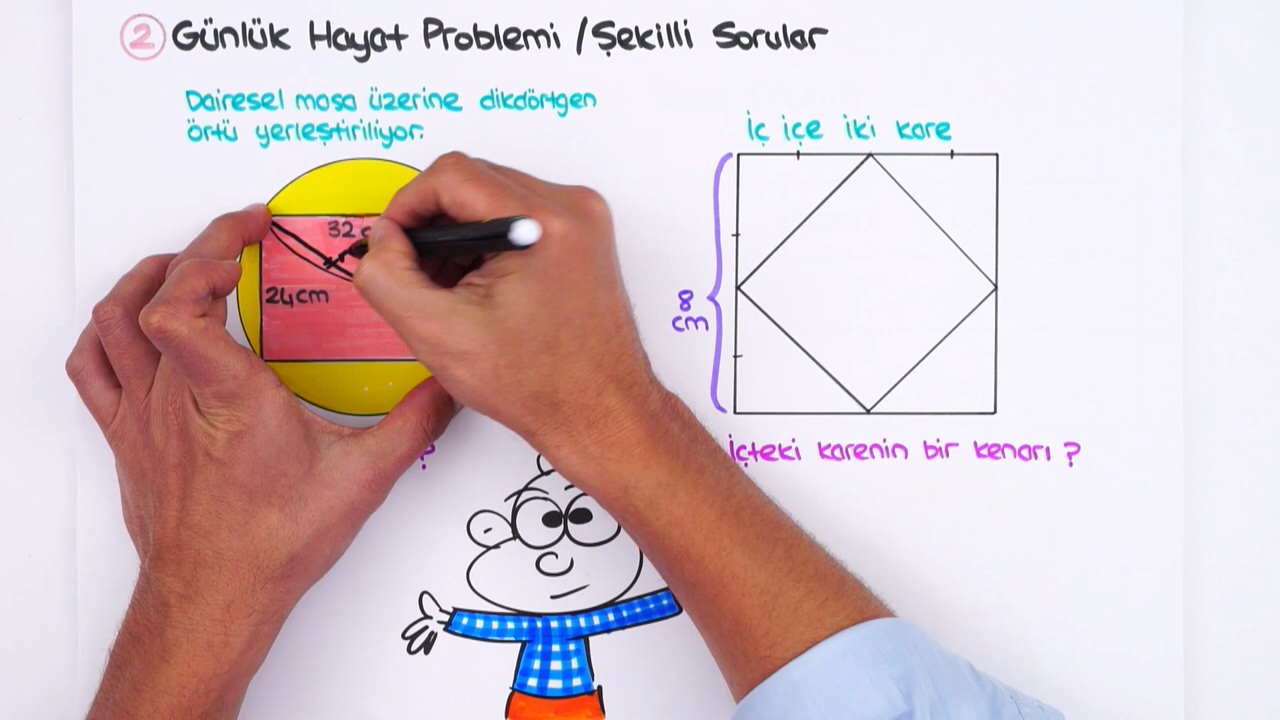 2 Günlük Hayat Problemi / Şekilli Sorular
Dairesel masa üzerine dikdörtgen
örtü yerleştiriliyor.
32 c
24cm
?
İç içe iki kare
8
cm
İçteki karenin bir kenarı ?